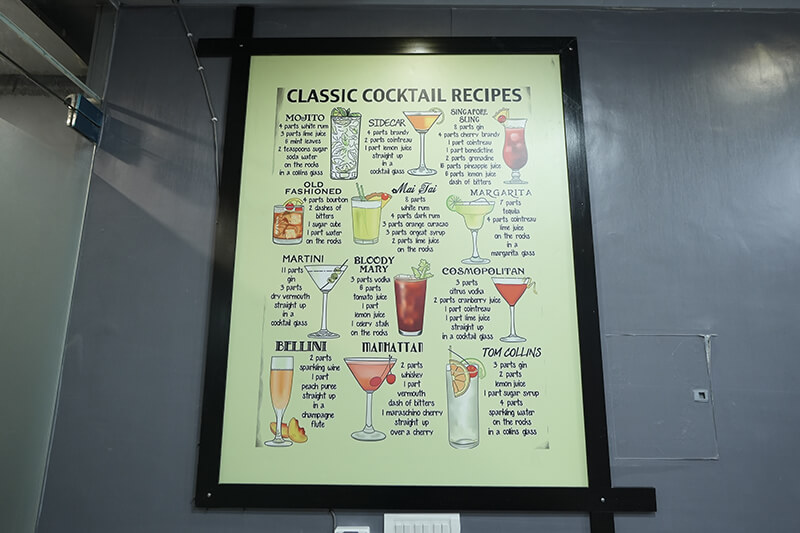 CLASSIC COCKTAIL RECIPES
MOJITO
4 parts white rum
3 parts lime juice
6 mint leaves
2 teaspoons sugar
soda water
on the rocks
in a collins glass
SIDECAR
4 parts brandy
2 parts cointreau
1 part lemon juice
straight up
in a
cocktail glass
SINGAPORE
SLING
8 parts gin
4 parts cherry brandy
1 part cointreau
1 part benedictine
2 parts grenadine
parts pineapple juice
parts lemon juice
dash of bitters
OLD
FASHIONED
4 parts bourbon
2 dashes of
bitters
1 sugar cube
1 part water
on the rocks
Mai Tai
parts
white rum
4 parts dark rum
3 parts orange curacao
3 parts orgeat syrup
2 parts lime juice
on the rocks
MARGARITA
7 parts
tequila
4 parts cointreau
lime juice
on the rocks
in a
margarita glass
MARTINI
11 parts
gin
3 parts
dry vermouth
straight up
in a
cocktail glass
BLOODY
MARY
3 parts vodka
6 parts
tomato juice
1 part
lemon juice
1 celery stalk
on the rocks
COSMOPOLITAN
3 parts
citrus vodka
2 parts cranberry juice
1 part cointreau
1 part lime juice
straight up
in a cocktail glass
BELLINI
2 parts
sparkling wine
1 part
peach puree
straight up
in a
champagne
flute
MANHATTAN
2 parts
whiskey
1 part
vermouth
dash of bitters
1 maraschino cherry
straight up
over a cherry
TOM COLLINS
3 parts gin
2 parts
lemon juice
1 part sugar syrup
4 parts
sparkling water
on the rocks
in a collins glass